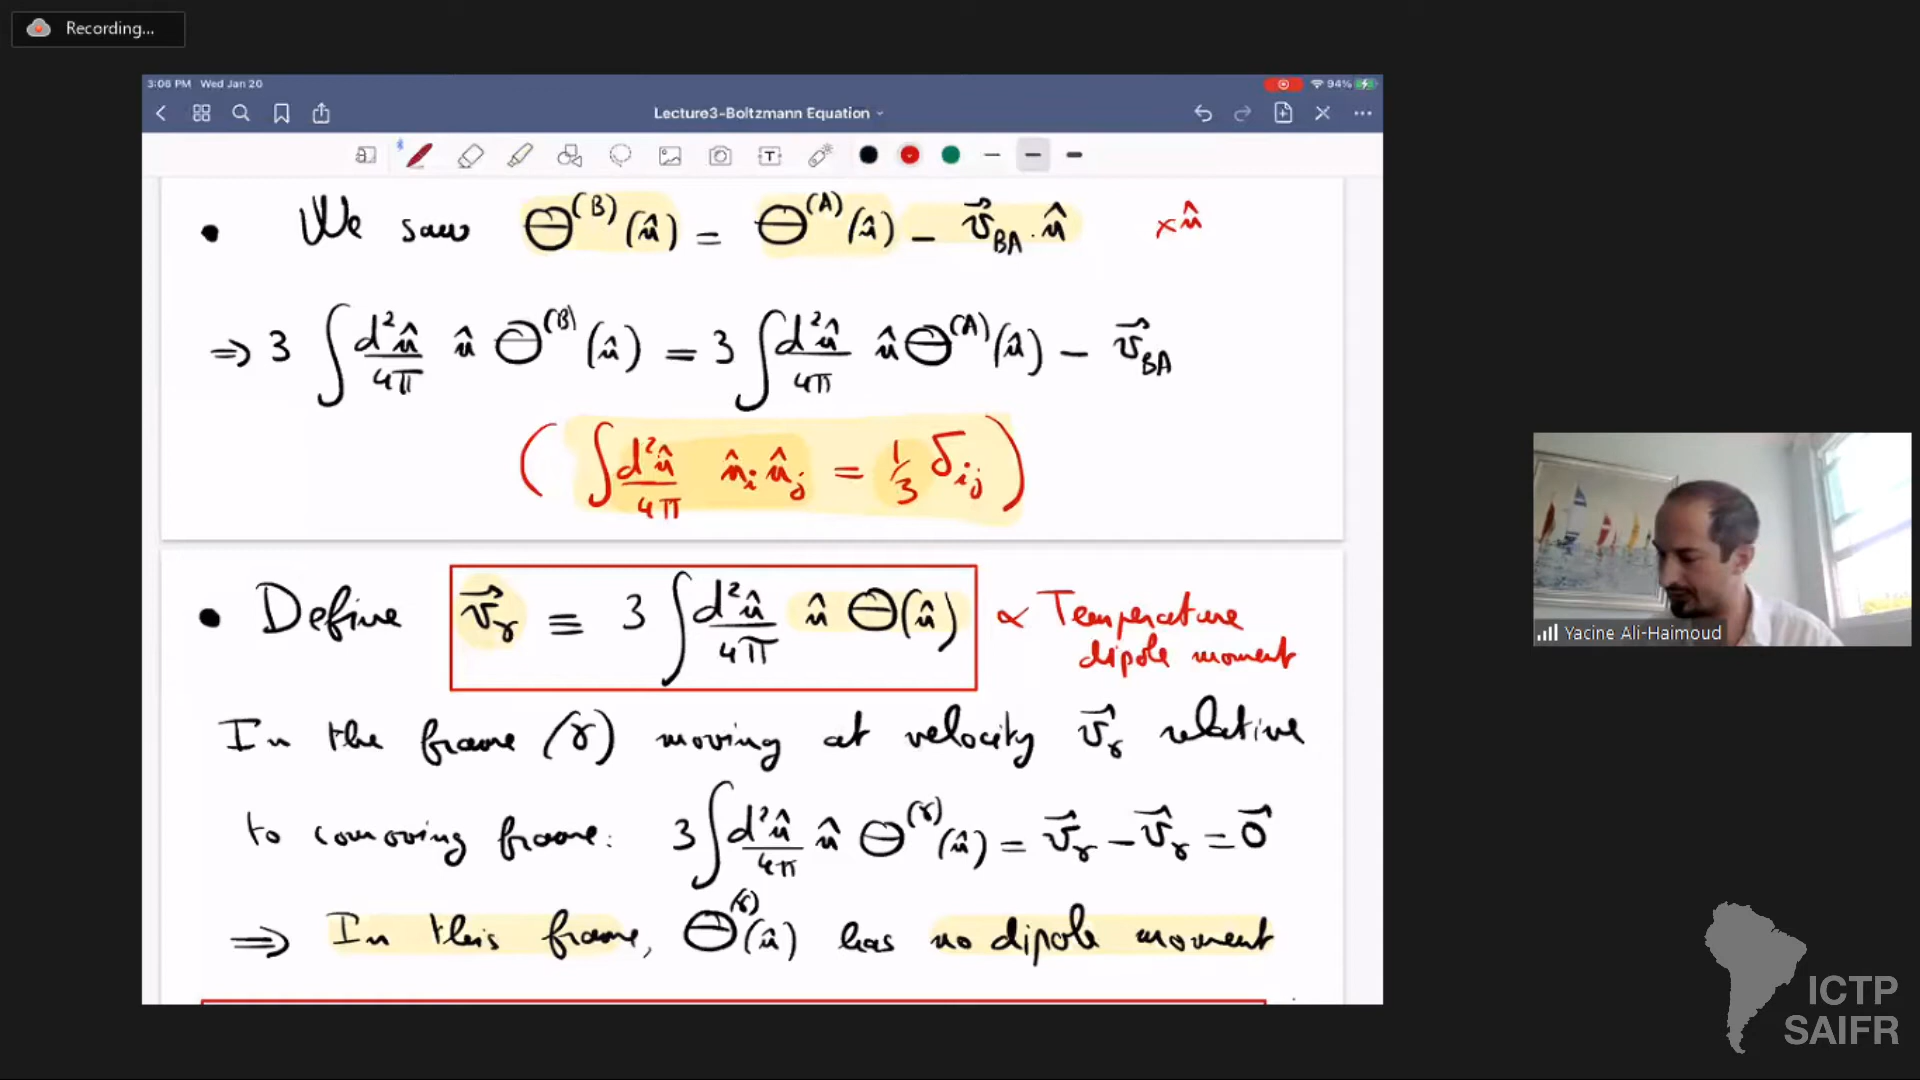 Recording...
3:06 PM Wed Jan 20
94%
Lecture3-Boltzmann Equation
• We saw Θ^(B)(n̂) = Θ^(A)(n̂) − v⃗_BA · n̂ × n̂
⇒ 3 ∫ d²n̂/4π n̂ Θ^(B)(n̂) = 3 ∫ d²n̂/4π n̂ Θ^(A)(n̂) − v⃗_BA
( ∫ d²n̂/4π n̂_i n̂_j = 1/3 δ_ij )
• Define v⃗_γ ≡ 3 ∫ d²n̂/4π n̂ Θ(n̂) ∝ Temperature
dipole moment
In the frame (γ) moving at velocity v⃗_γ relative
to comoving frame: 3 ∫ d²n̂/4π n̂ Θ^(γ)(n̂) = v⃗_γ − v⃗_γ = 0⃗
⇒ In this frame, Θ^(γ)(n̂) has no dipole moment
Yacine Ali-Haimoud
ICTP
SAIFR